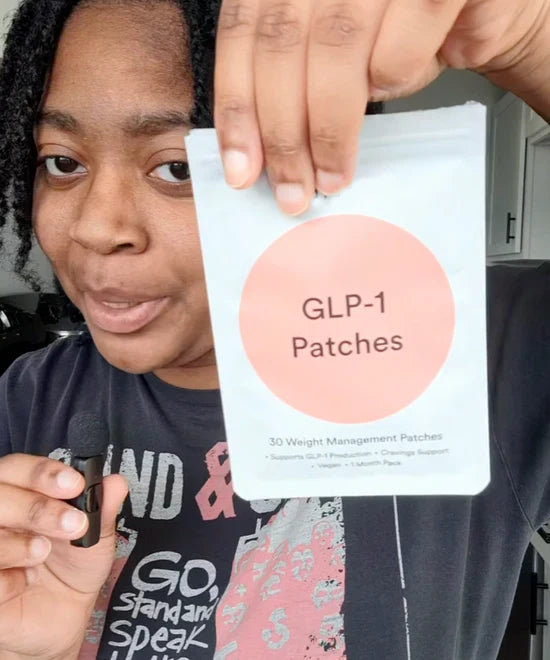 GLP-1
Patches
30 Weight Management Patches
• Supports GLP-1 Production • Cravings Support
• Vegan • 1 Month Pack
AND &
GO,
Stand and
Speak